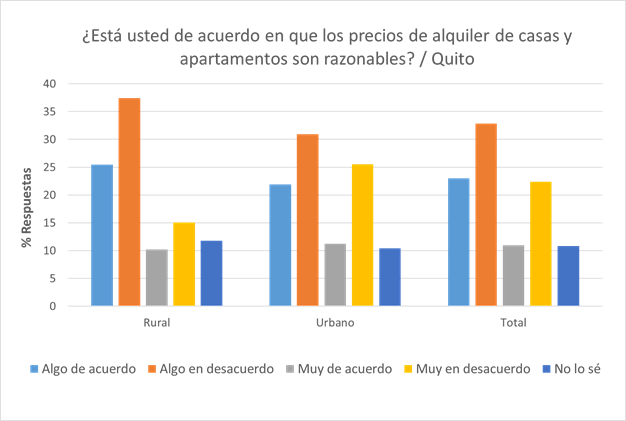 ¿Está usted de acuerdo en que los precios de alquiler de casas y
apartamentos son razonables? / Quito
% Respuestas
40
35
30
25
20
15
10
5
0
Rural
Urbano
Total
Algo de acuerdo
Algo en desacuerdo
Muy de acuerdo
Muy en desacuerdo
No lo sé